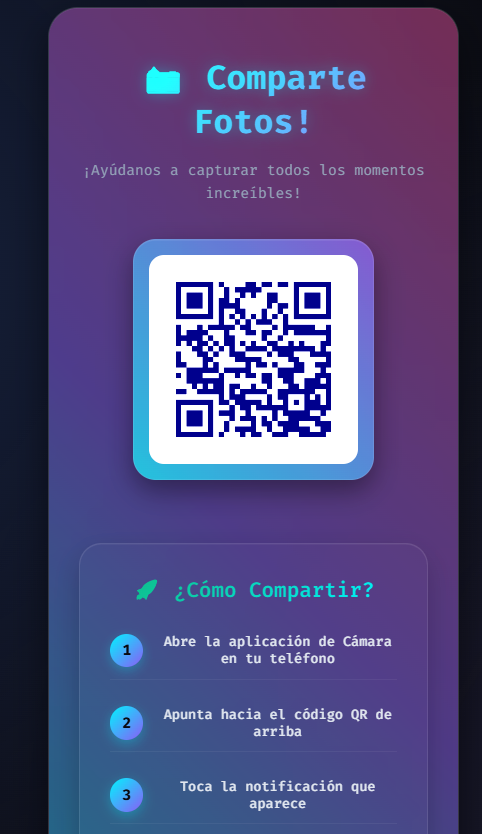 Comparte
Fotos!
¡Ayúdanos a capturar todos los momentos
increíbles!
¿Cómo Compartir?
1 Abre la aplicación de Cámara
en tu teléfono
2 Apunta hacia el código QR de
arriba
3 Toca la notificación que
aparece